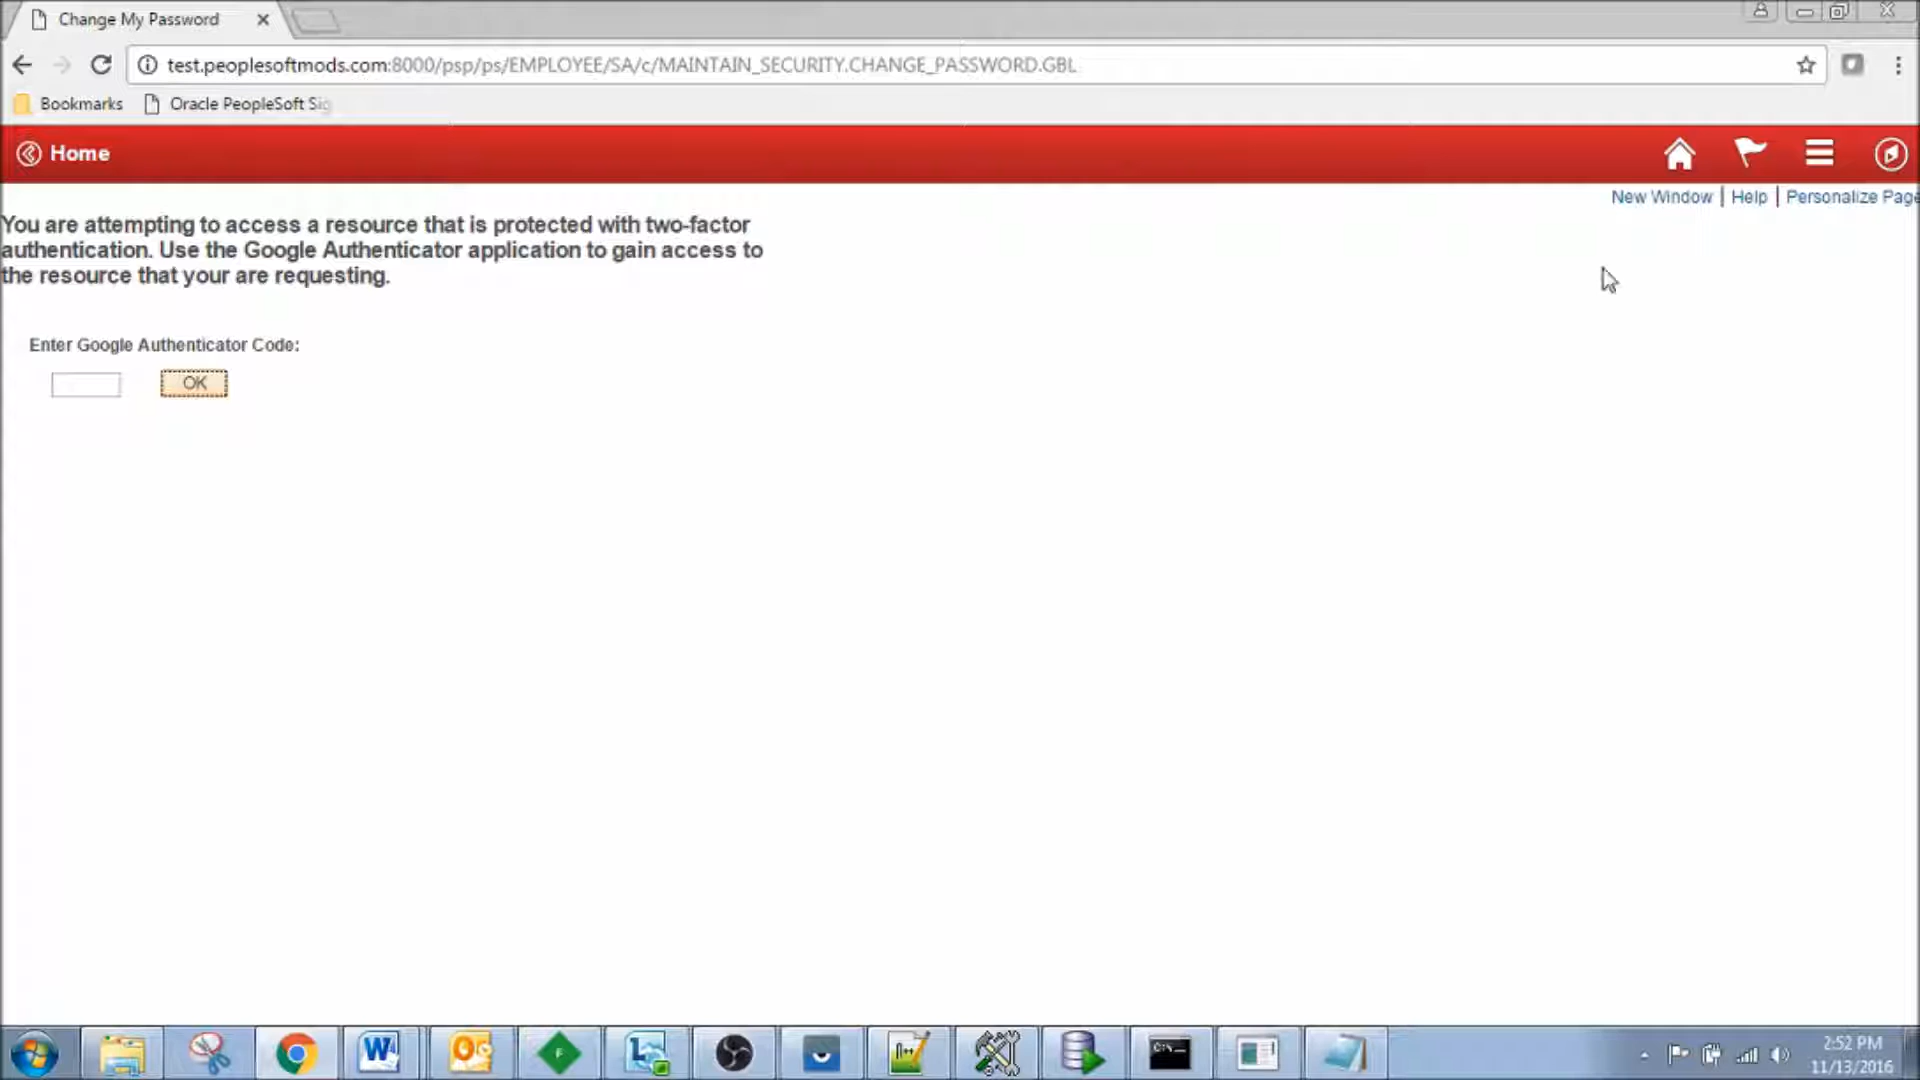 Change My Password
test.peoplesoftmods.com:8000/psp/ps/EMPLOYEE/SA/c/MAINTAIN_SECURITY.CHANGE_PASSWORD.GBL
Bookmarks Oracle PeopleSoft Sig
Home
New Window | Help | Personalize Page
You are attempting to access a resource that is protected with two-factor
authentication. Use the Google Authenticator application to gain access to
the resource that your are requesting.
Enter Google Authenticator Code:
OK
2:52 PM
11/13/2016